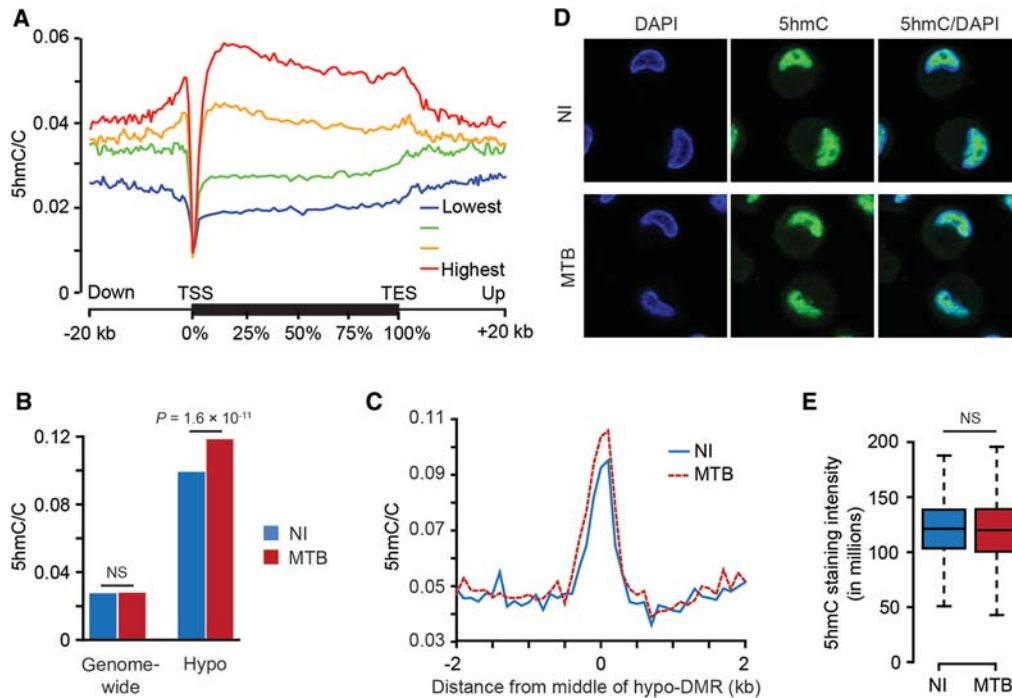 A
0.06
0.04
0.02
0
5hmC/C
Lowest
Highest
Down
TSS
TES
Up
-20 kb
0%
25%
50%
75%
100%
+20 kb
D
DAPI
5hmC
5hmC/DAPI
NI
MTB
B
P = 1.6 × 10-11
0.12
0.08
0.04
0
5hmC/C
NS
NI
MTB
Genome-
wide
Hypo
C
0.11
0.09
0.07
0.05
0.03
5hmC/C
NI
MTB
-2
0
2
Distance from middle of hypo-DMR (kb)
E
NS
200
150
100
50
0
5hmC staining intensity
(in millions)
NI
MTB